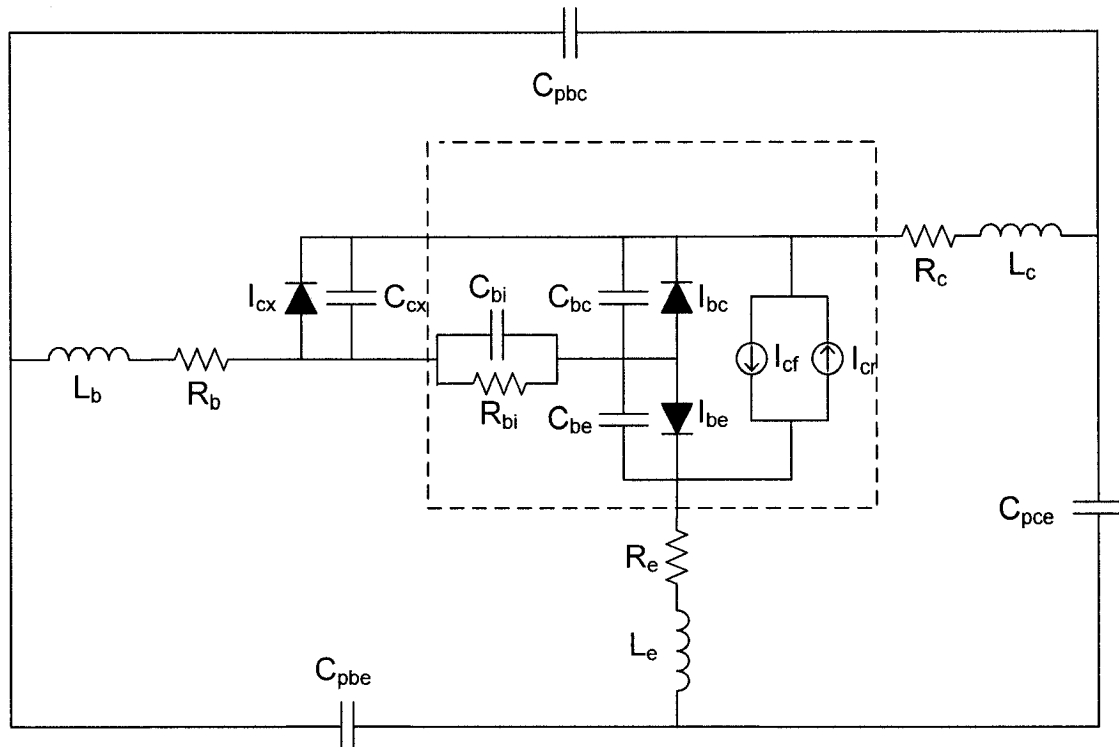 C_pbc
R_c
L_c
I_cx
C_cx
C_bi
C_bc
I_bc
I_cf
I_cr
L_b
R_b
R_bi
C_be
I_be
C_pce
R_e
L_e
C_pbe